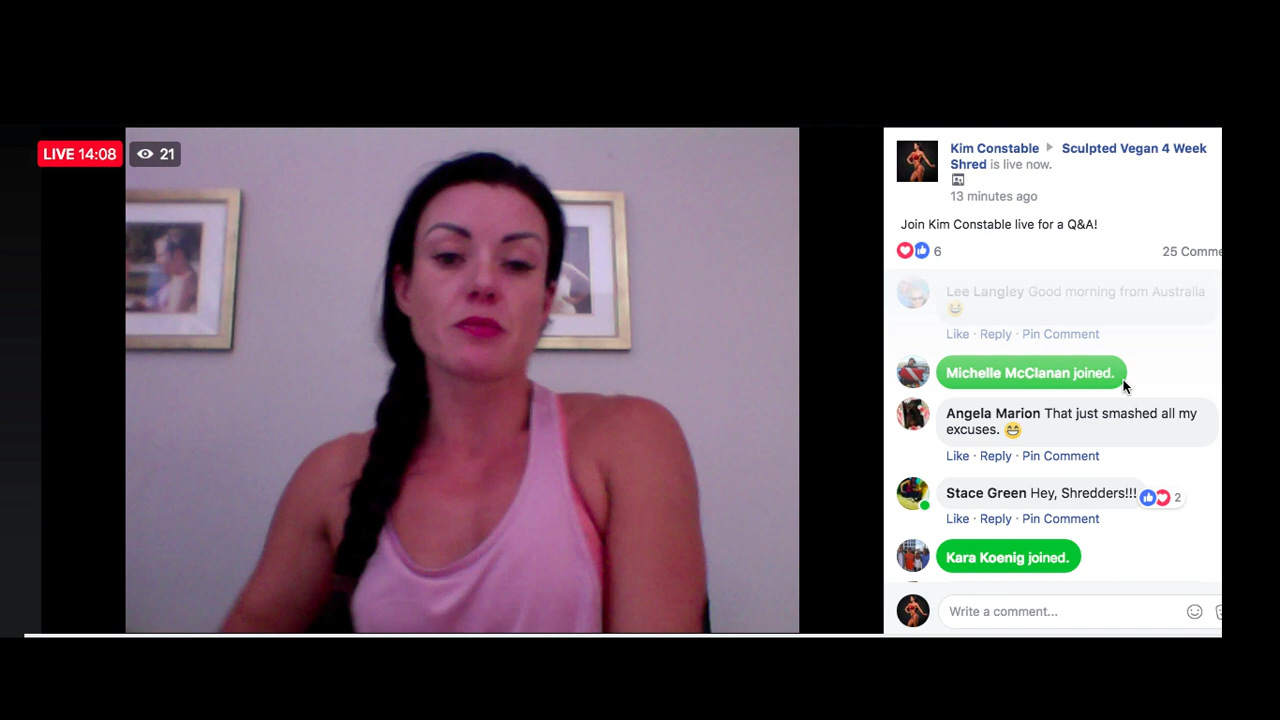 LIVE 14:08
21
Kim Constable Sculpted Vegan 4 Week
Shred is live now.
13 minutes ago
Join Kim Constable live for a Q&A!
6
25 Comme
Lee Langley Good morning from Australia
Like · Reply · Pin Comment
Michelle McClanan joined.
Angela Marion That just smashed all my
excuses.
Like · Reply · Pin Comment
Stace Green Hey, Shredders!!!
2
Like · Reply · Pin Comment
Kara Koenig joined.
Write a comment...